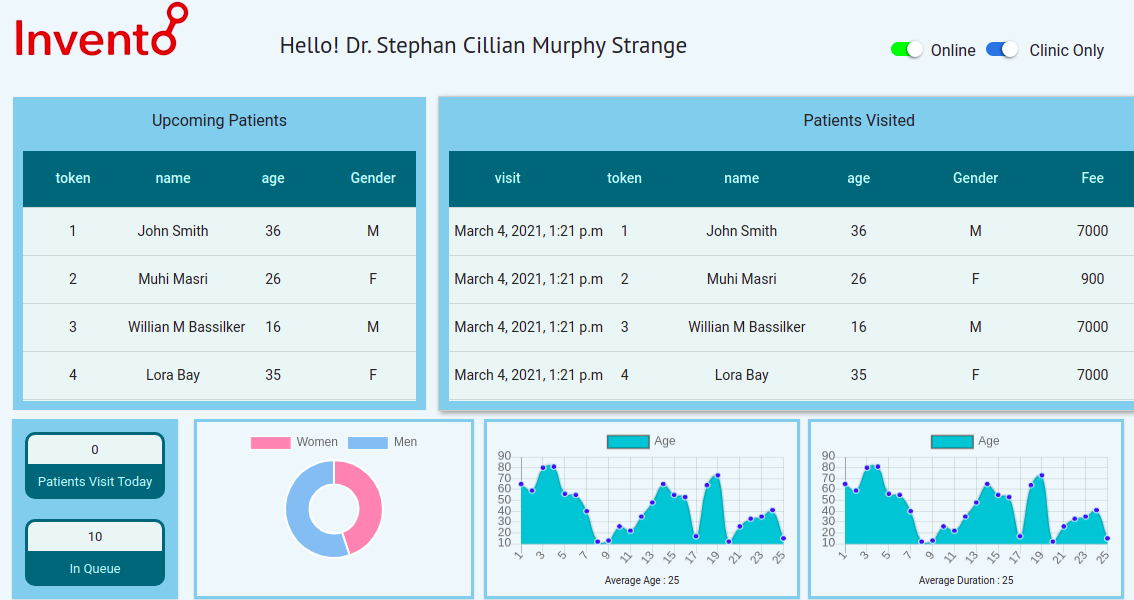 Invento
Hello! Dr. Stephan Cillian Murphy Strange
Online Clinic Only
Upcoming Patients
token name age Gender
1 John Smith 36 M
2 Muhi Masri 26 F
3 Willian M Bassilker 16 M
4 Lora Bay 35 F
Patients Visited
visit token name age Gender Fee
March 4, 2021, 1:21 p.m 1 John Smith 36 M 7000
March 4, 2021, 1:21 p.m 2 Muhi Masri 26 F 900
March 4, 2021, 1:21 p.m 3 Willian M Bassilker 16 M 7000
March 4, 2021, 1:21 p.m 4 Lora Bay 35 F 7000
0
Patients Visit Today
10
In Queue
Women Men
Age
90
80
70
60
50
40
30
20
10
1 3 5 7 9 11 13 15 17 19 21 23 25
Average Age : 25
Age
90
80
70
60
50
40
30
20
10
1 3 5 7 9 11 13 15 17 19 21 23 25
Average Duration : 25